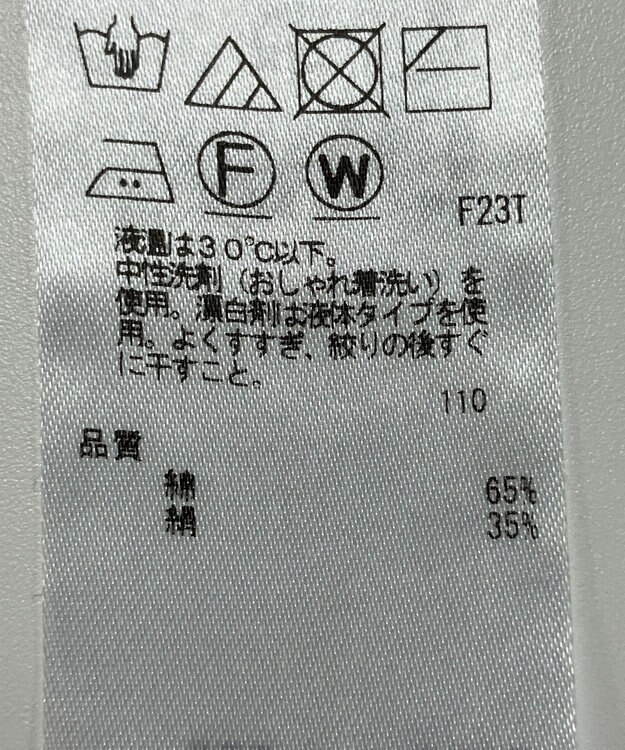 F
W
F23T
液温は30℃以下。
中性洗剤（おしゃれ着洗い）を
使用。漂白剤は液体タイプを使
用。よくすすぎ、絞りの後すぐ
に干すこと。
110
品質
綿 65%
絹 35%